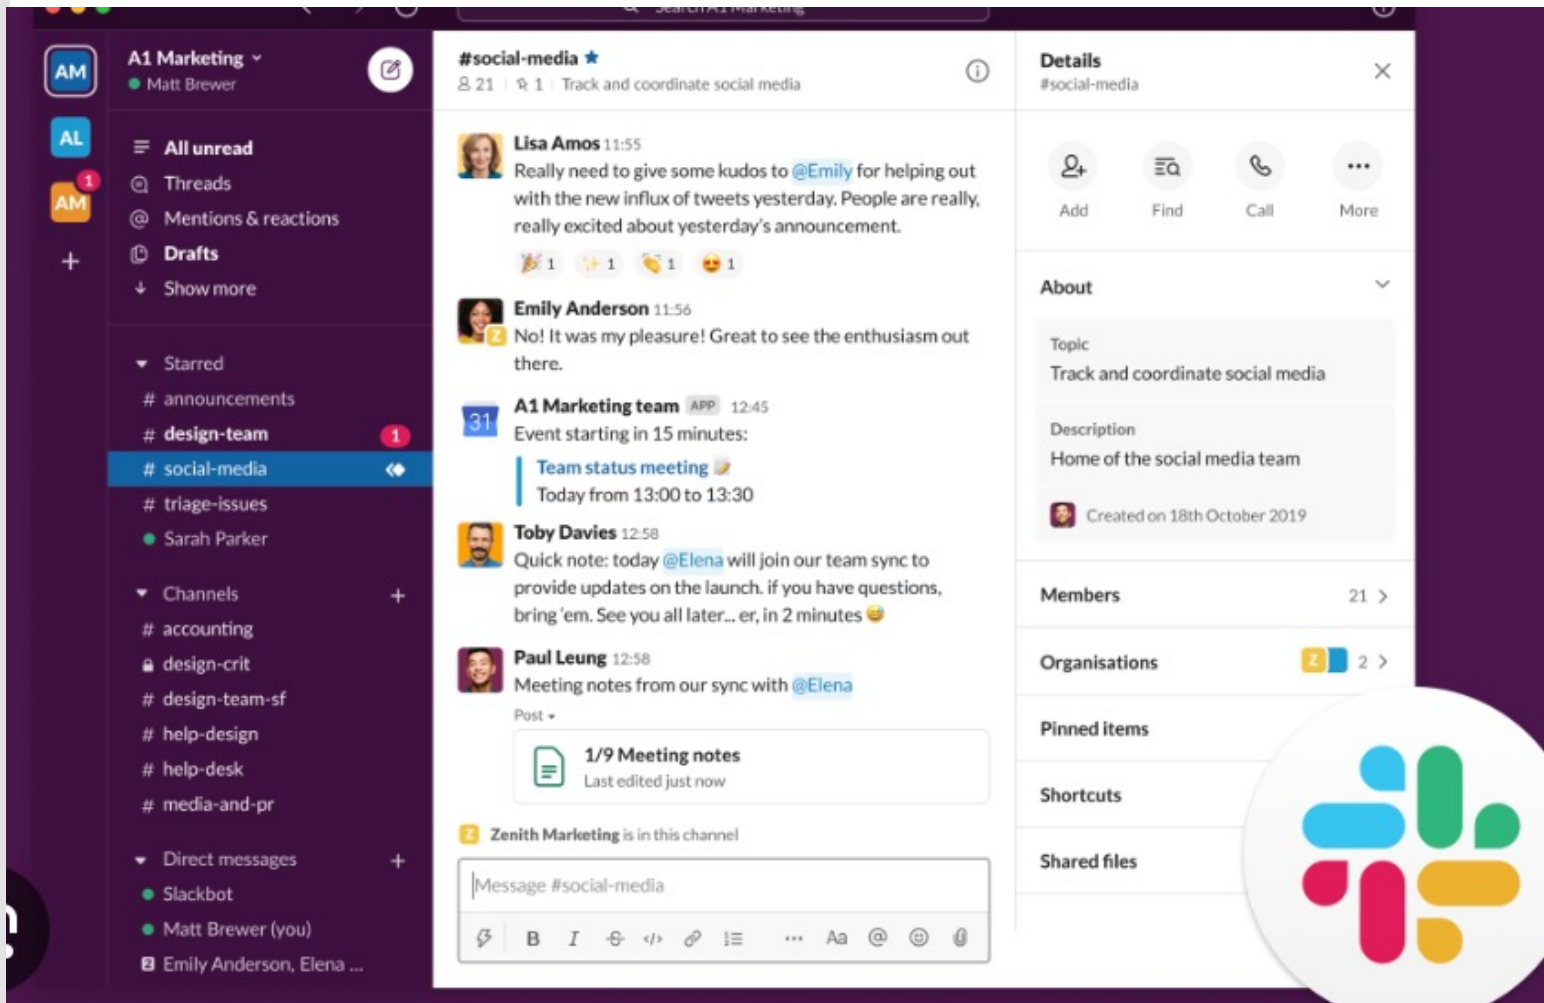 Search A1 Marketing
AM
AL
1
AM
A1 Marketing
Matt Brewer
All unread
Threads
Mentions & reactions
Drafts
Show more
Starred
# announcements
# design-team 1
# social-media
# triage-issues
Sarah Parker
Channels +
# accounting
design-crit
# design-team-sf
# help-design
# help-desk
# media-and-pr
Direct messages +
Slackbot
Matt Brewer (you)
Emily Anderson, Elena ...
#social-media
21 1 Track and coordinate social media
Lisa Amos 11:55
Really need to give some kudos to @Emily for helping out
with the new influx of tweets yesterday. People are really,
really excited about yesterday's announcement.
1 1 1 1
Emily Anderson 11:56
Z
No! It was my pleasure! Great to see the enthusiasm out
there.
31
A1 Marketing team APP 12:45
Event starting in 15 minutes:
Team status meeting
Today from 13:00 to 13:30
Toby Davies 12:58
Quick note: today @Elena will join our team sync to
provide updates on the launch. if you have questions,
bring 'em. See you all later... er, in 2 minutes
Paul Leung 12:58
Meeting notes from our sync with @Elena
Post
1/9 Meeting notes
Last edited just now
Z Zenith Marketing is in this channel
Message #social-media
B I S </> ... Aa @
Details
#social-media
Add Find Call More
About
Topic
Track and coordinate social media
Description
Home of the social media team
Created on 18th October 2019
Members 21
Organisations Z 2
Pinned items
Shortcuts
Shared files